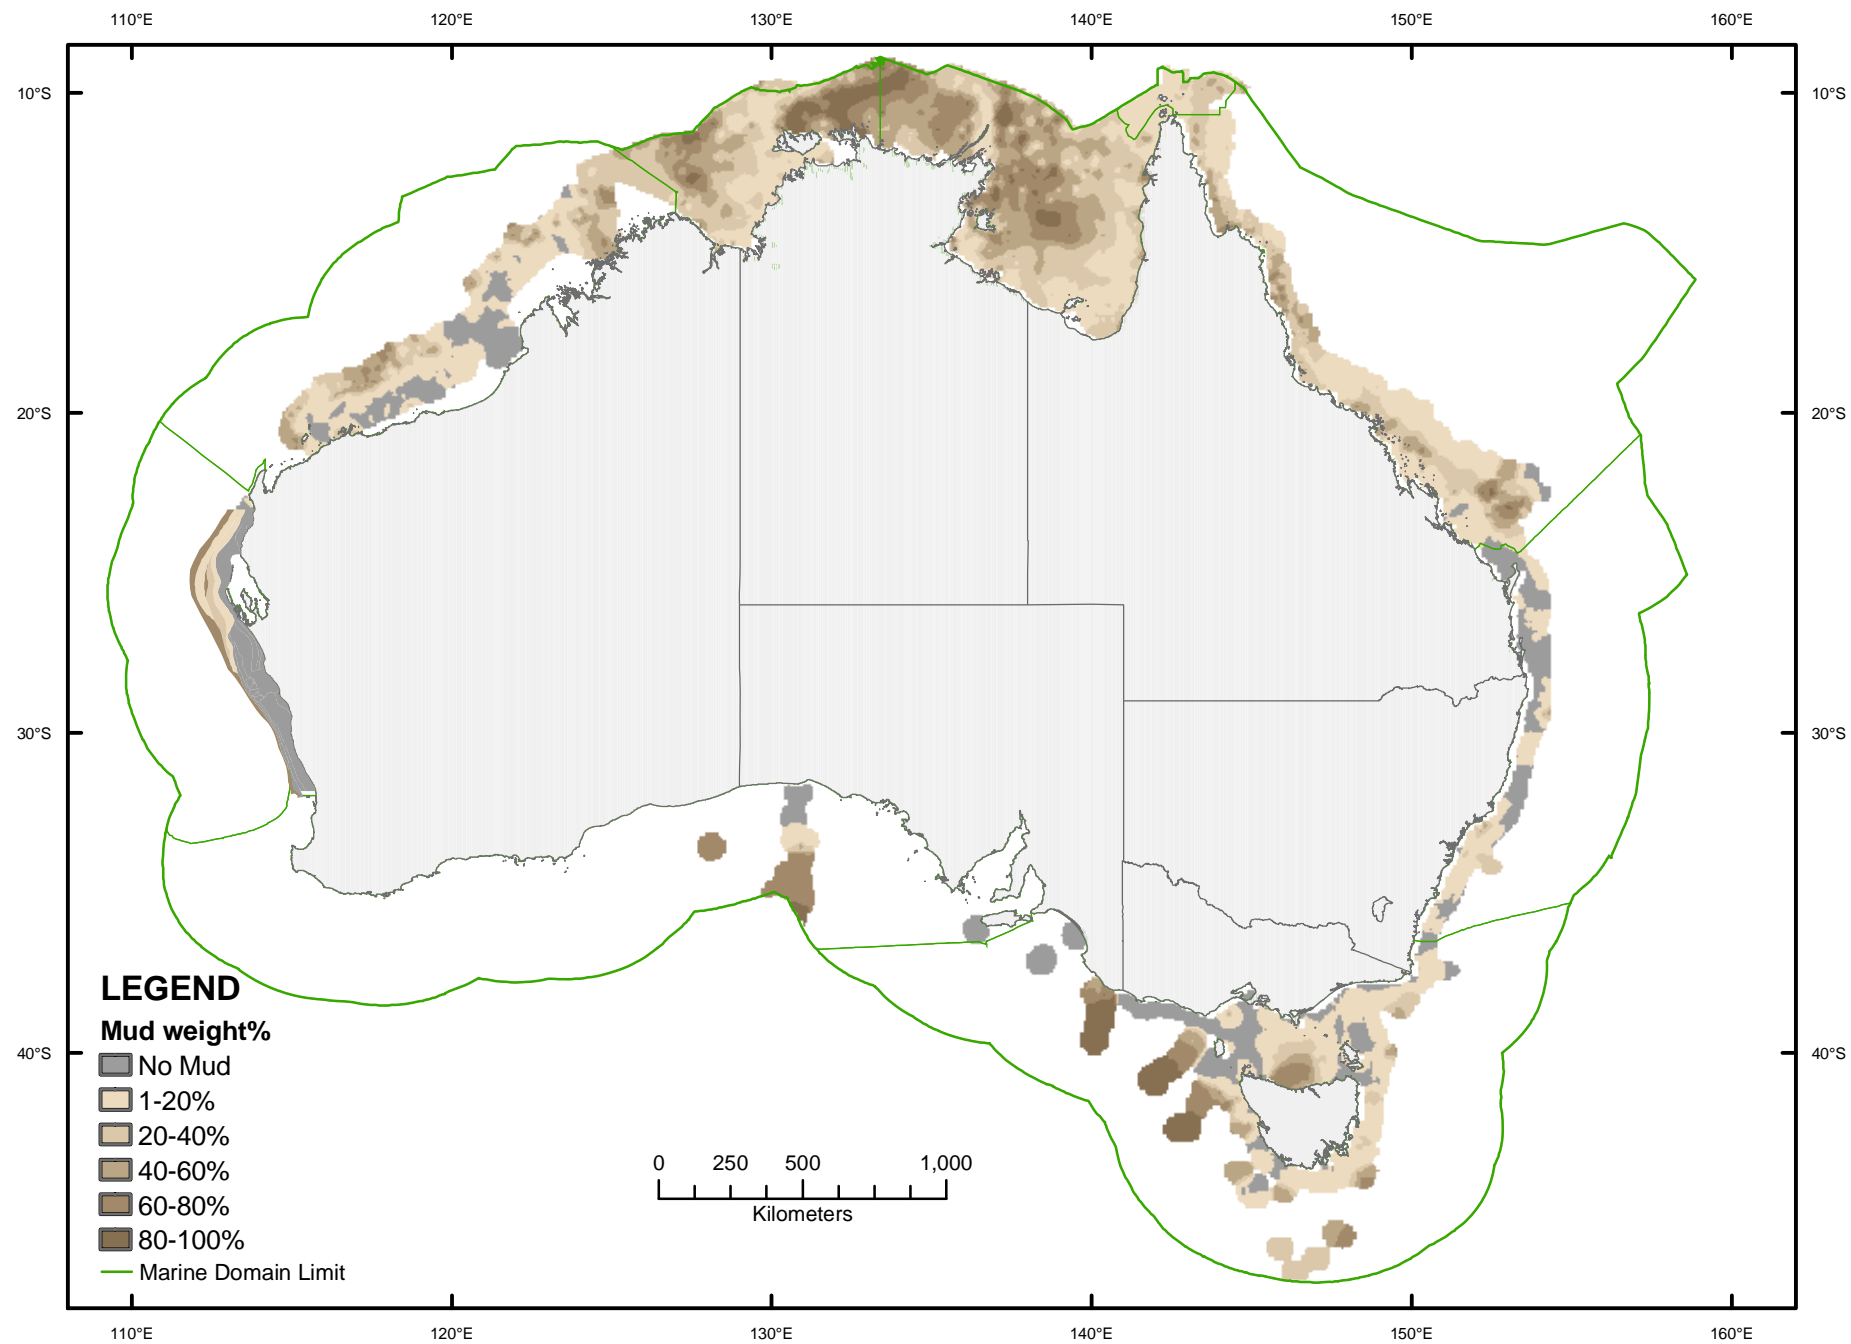 110°E 120°E 130°E 140°E 150°E 160°E
10°S 10°S
20°S 20°S
30°S 30°S
40°S 40°S
LEGEND
Mud weight%
No Mud
1-20%
20-40%
40-60%
60-80%
80-100%
Marine Domain Limit
0 250 500 1,000
Kilometers
110°E 120°E 130°E 140°E 150°E 160°E